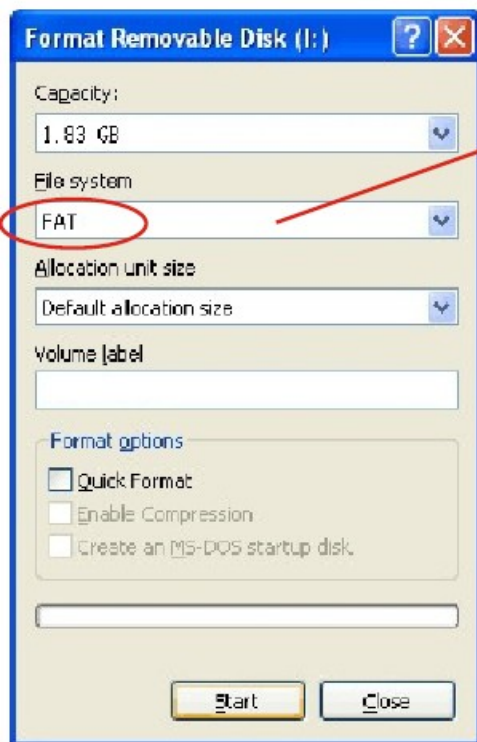 Format Removable Disk (I:)
Capacity:
1.83 GB
File system
FAT
Allocation unit size
Default allocation size
Volume label
Format options
Quick Format
Enable Compression
Create an MS-DOS startup disk
Start
Close